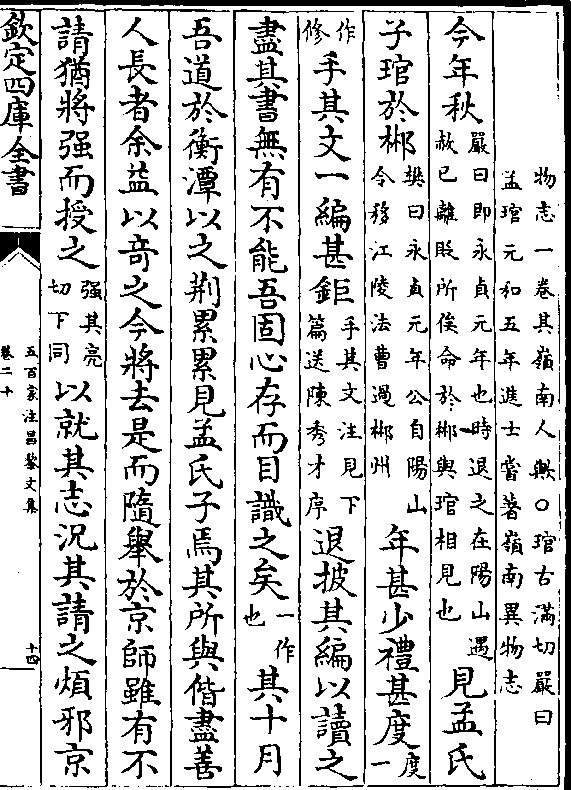 物志一卷其嶺南人歟○琯古滿切嚴曰
孟琯元和五年進士嘗著嶺南異物志
今年秋
嚴曰即永貞元年也時退之在陽山遇
赦已離貶所俟命於郴與琯相見也
見孟氏
子琯於郴
樊曰永貞元年公自陽山
令移江陵法曹過郴州
年甚少禮甚度
度
一
作
修
手其文一編甚鉅
手其文注見下
篇送陳秀才序
退披其編以讀之
盡其書無有不能吾固心存而目識之矣
一作
也
其十月
吾道於衡潭以之荆累累見孟氏子焉其所與偕盡善
人長者余益以奇之今將去是而隨舉於京師雖有不
請猶將强而授之
强其亮
切下同
以就其志況其請之煩邪京
欽定四庫全書
五百家注昌黎文集
卷二十
十四